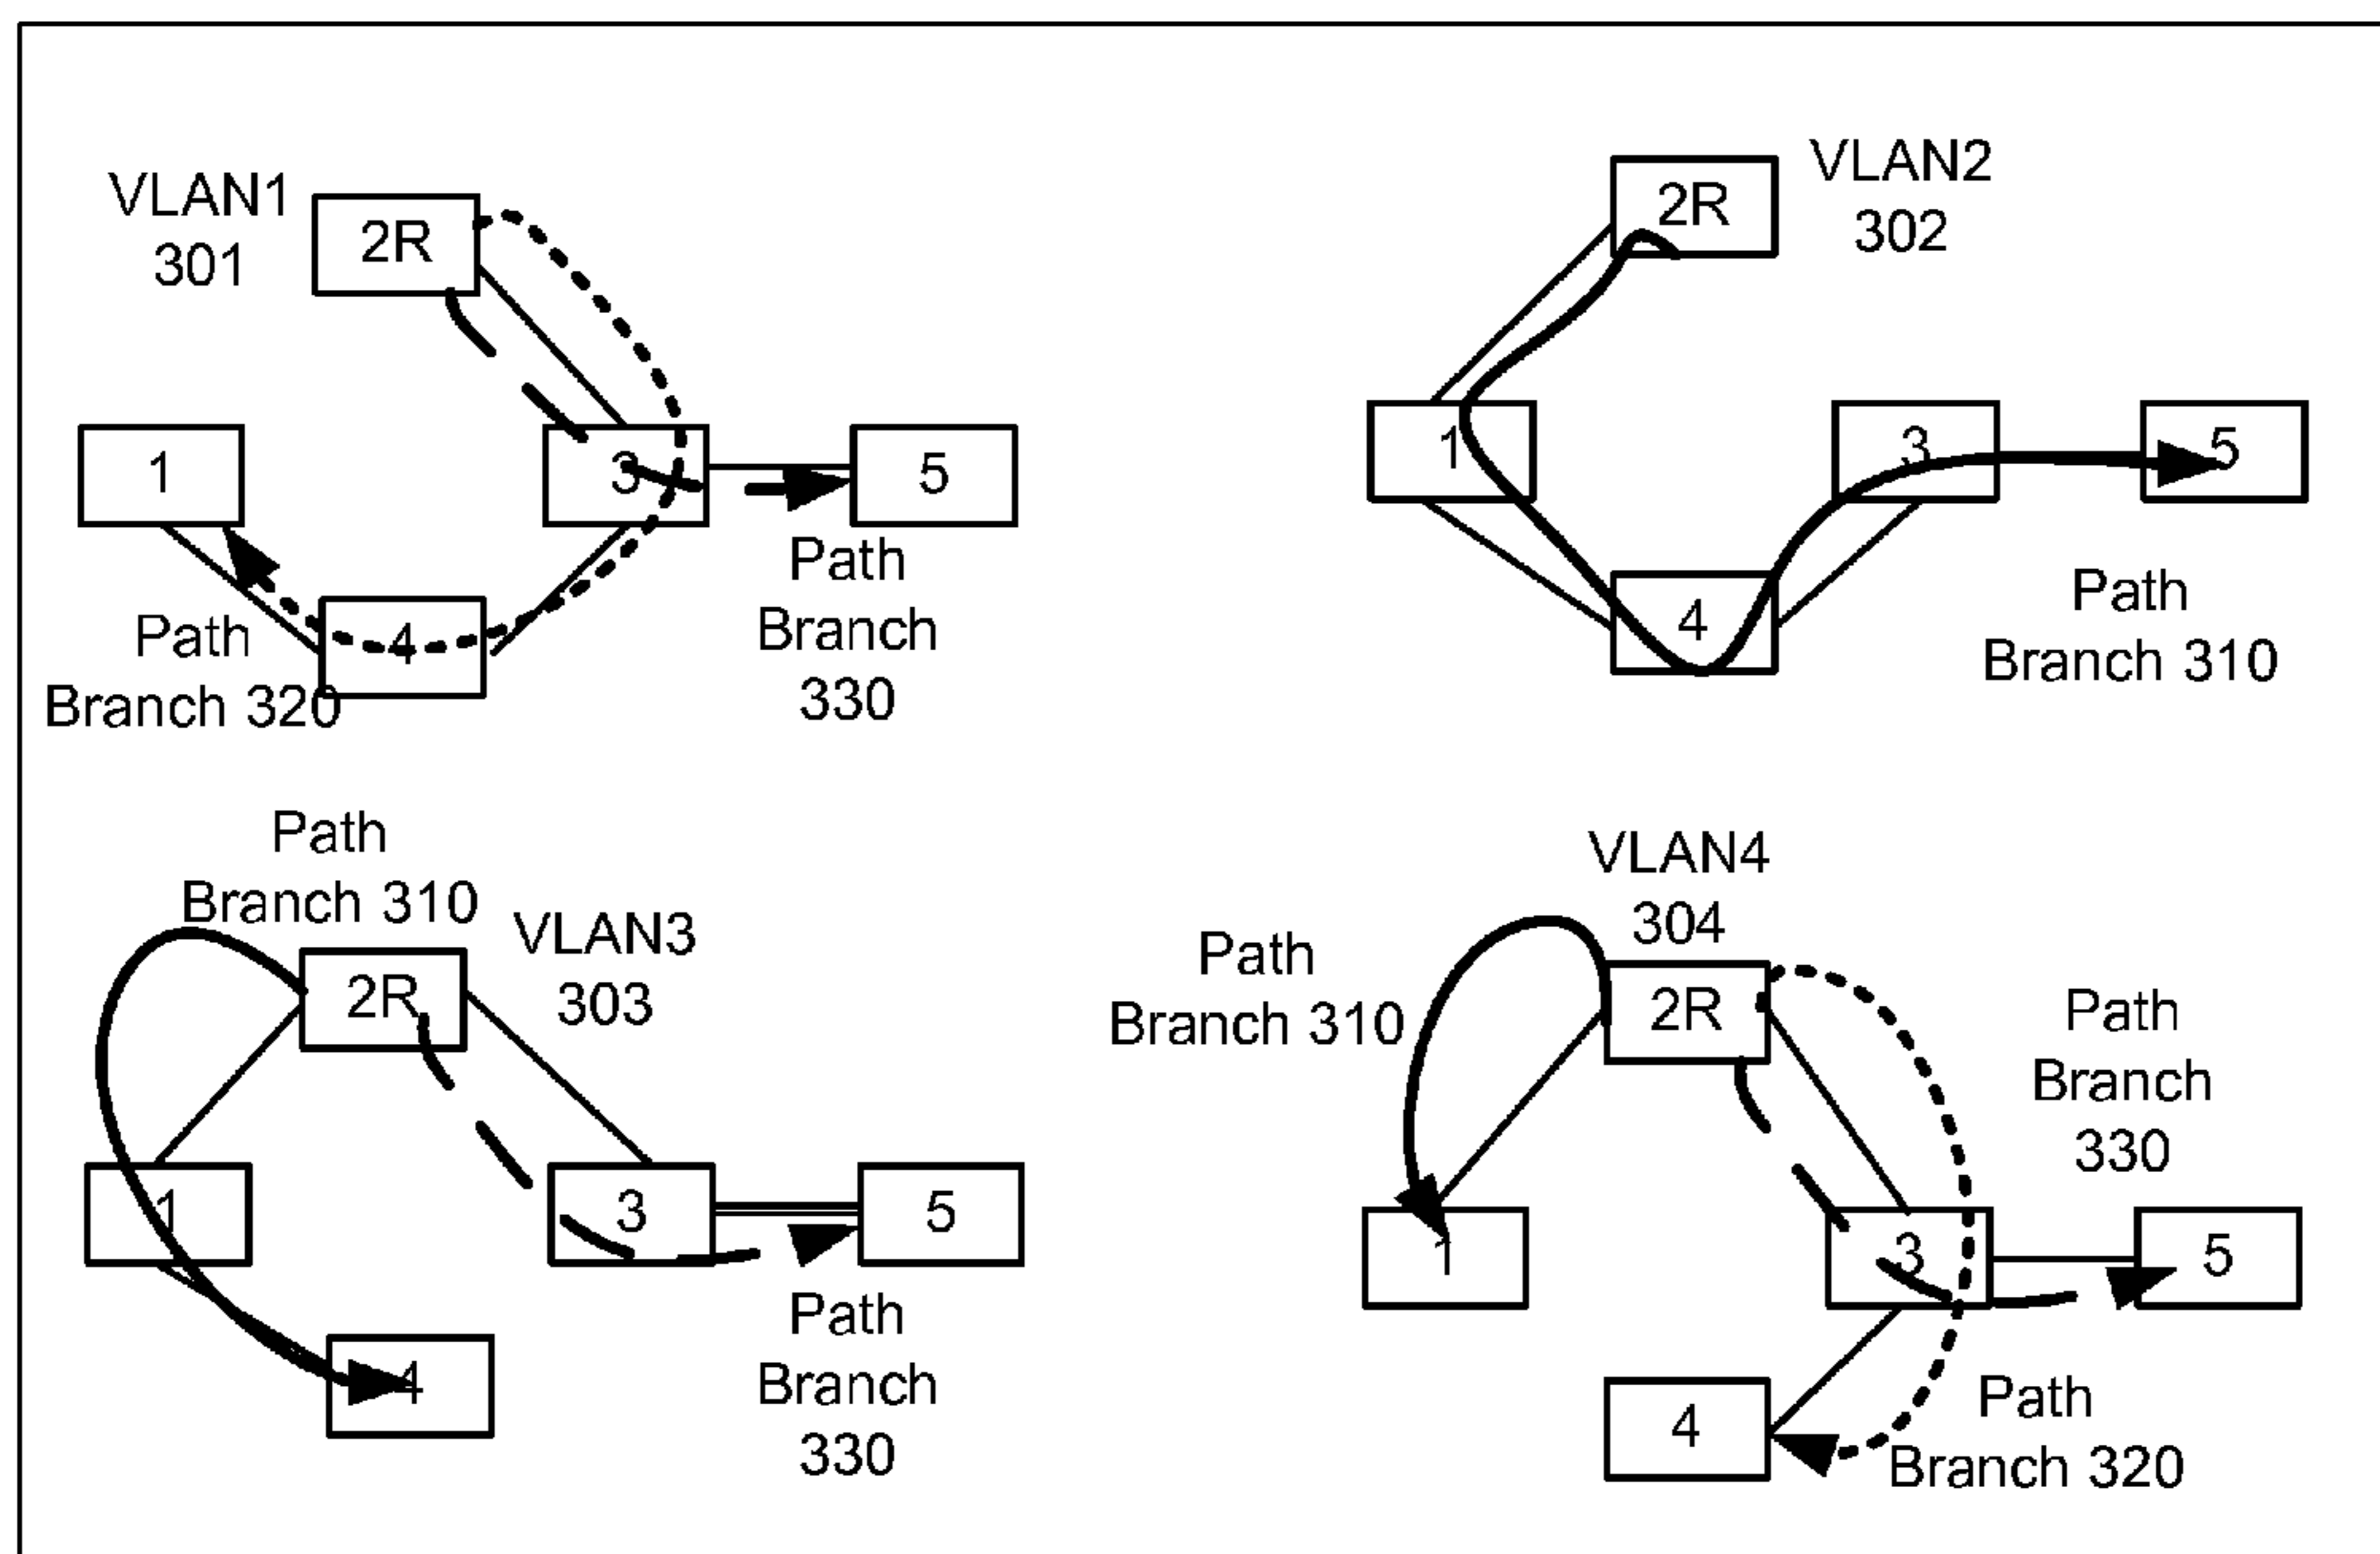 VLAN1
301
2R
1
3
5
4
Path
Branch 320
Path
Branch
330
VLAN2
302
2R
1
3
5
4
Path
Branch 310
Path
Branch 310
VLAN3
303
2R
1
3
5
4
Path
Branch
330
VLAN4
304
Path
Branch 310
2R
Path
Branch
330
1
3
5
4
Path
Branch 320